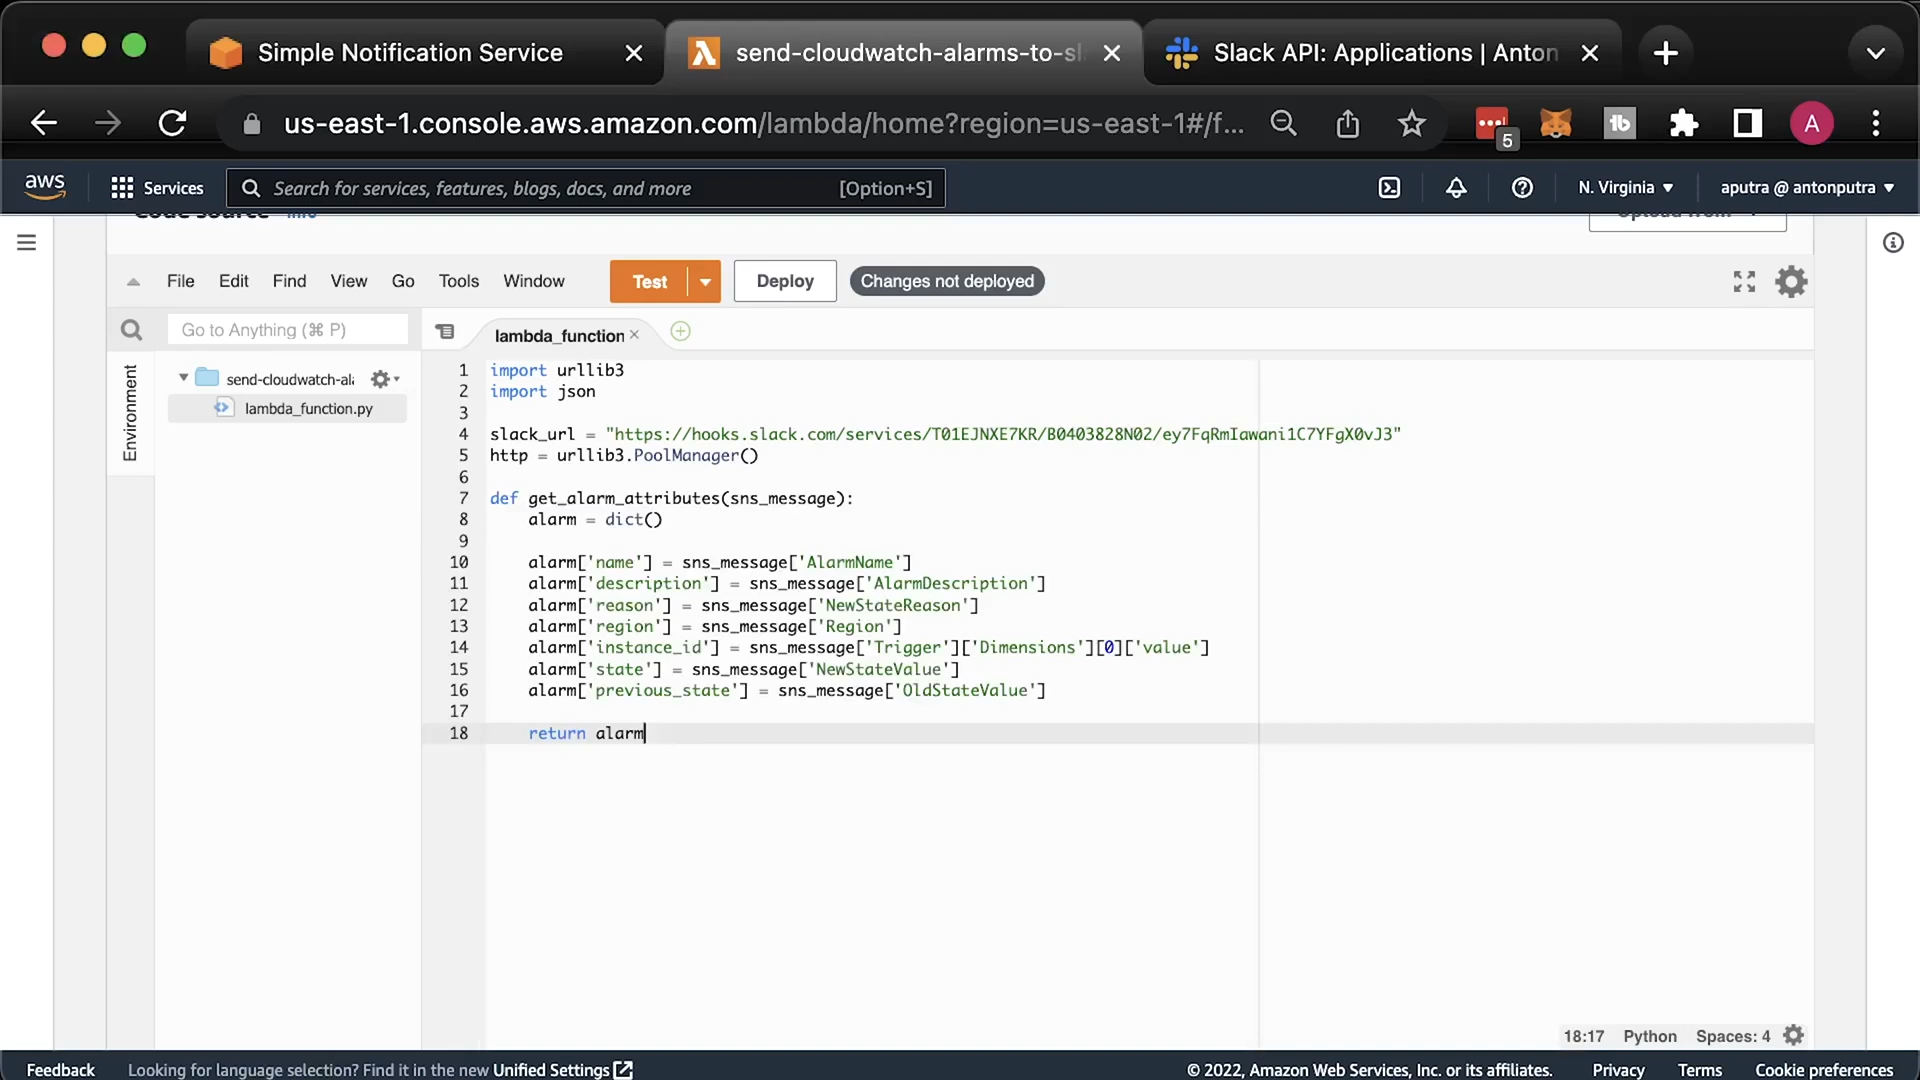 Simple Notification Service
send-cloudwatch-alarms-to-sl
Slack API: Applications | Anton
us-east-1.console.aws.amazon.com/lambda/home?region=us-east-1#/f...
5
A
aws
Services
Search for services, features, blogs, docs, and more
[Option+S]
N. Virginia
aputra @ antonputra
Code source
Info
Upload from
File Edit Find View Go Tools Window
Test
Deploy
Changes not deployed
Go to Anything (⌘ P)
lambda_function
Environment
send-cloudwatch-ala
lambda_function.py
1 import urllib3
2 import json
3
4 slack_url = "https://hooks.slack.com/services/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"
5 http = urllib3.PoolManager()
6
7 def get_alarm_attributes(sns_message):
8 alarm = dict()
9
10 alarm['name'] = sns_message['AlarmName']
11 alarm['description'] = sns_message['AlarmDescription']
12 alarm['reason'] = sns_message['NewStateReason']
13 alarm['region'] = sns_message['Region']
14 alarm['instance_id'] = sns_message['Trigger']['Dimensions'][0]['value']
15 alarm['state'] = sns_message['NewStateValue']
16 alarm['previous_state'] = sns_message['OldStateValue']
17
18 return alarm
18:17 Python Spaces: 4
Feedback
Looking for language selection? Find it in the new Unified Settings
© 2022, Amazon Web Services, Inc. or its affiliates.
Privacy
Terms
Cookie preferences